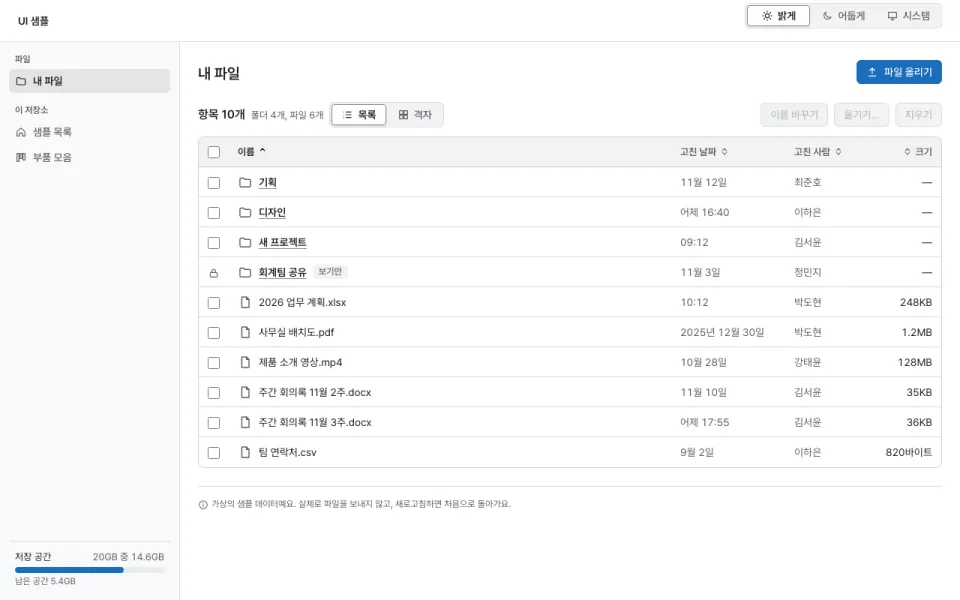 UI 샘플
밝게 어둡게 시스템
파일
내 파일
이 저장소
샘플 목록
부품 모음
내 파일
파일 올리기
항목 10개 폴더 4개, 파일 6개 목록 격자 이름 바꾸기 옮기기... 지우기
이름 고친 날짜 고친 사람 크기
기획 11월 12일 최준호 —
디자인 어제 16:40 이하은 —
새 프로젝트 09:12 김서윤 —
회계팀 공유 보기만 11월 3일 정민지 —
2026 업무 계획.xlsx 10:12 박도현 248KB
사무실 배치도.pdf 2025년 12월 30일 박도현 1.2MB
제품 소개 영상.mp4 10월 28일 강태윤 128MB
주간 회의록 11월 2주.docx 11월 10일 김서윤 35KB
주간 회의록 11월 3주.docx 어제 17:55 김서윤 36KB
팀 연락처.csv 9월 2일 이하은 820바이트
가상의 샘플 데이터예요. 실제로 파일을 보내지 않고, 새로고침하면 처음으로 돌아가요.
저장 공간 20GB 중 14.6GB
남은 공간 5.4GB